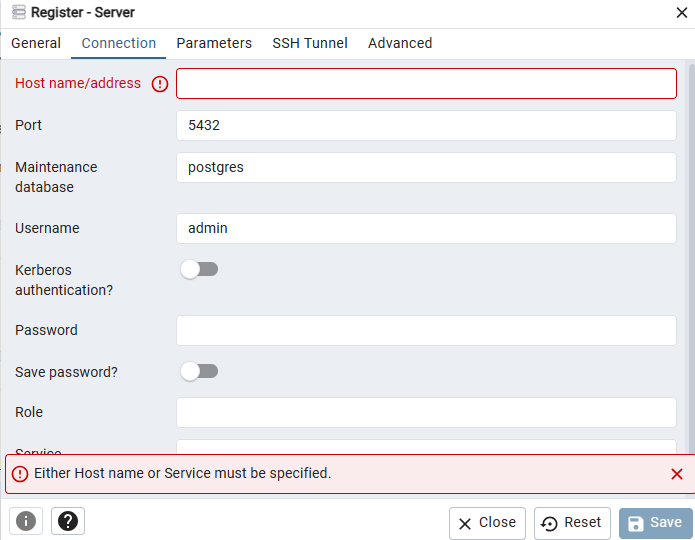 Register - Server
General Connection Parameters SSH Tunnel Advanced
Host name/address
Port 5432
Maintenance database postgres
Username admin
Kerberos authentication?
Password
Save password?
Role
Service
Either Host name or Service must be specified.
Close Reset Save